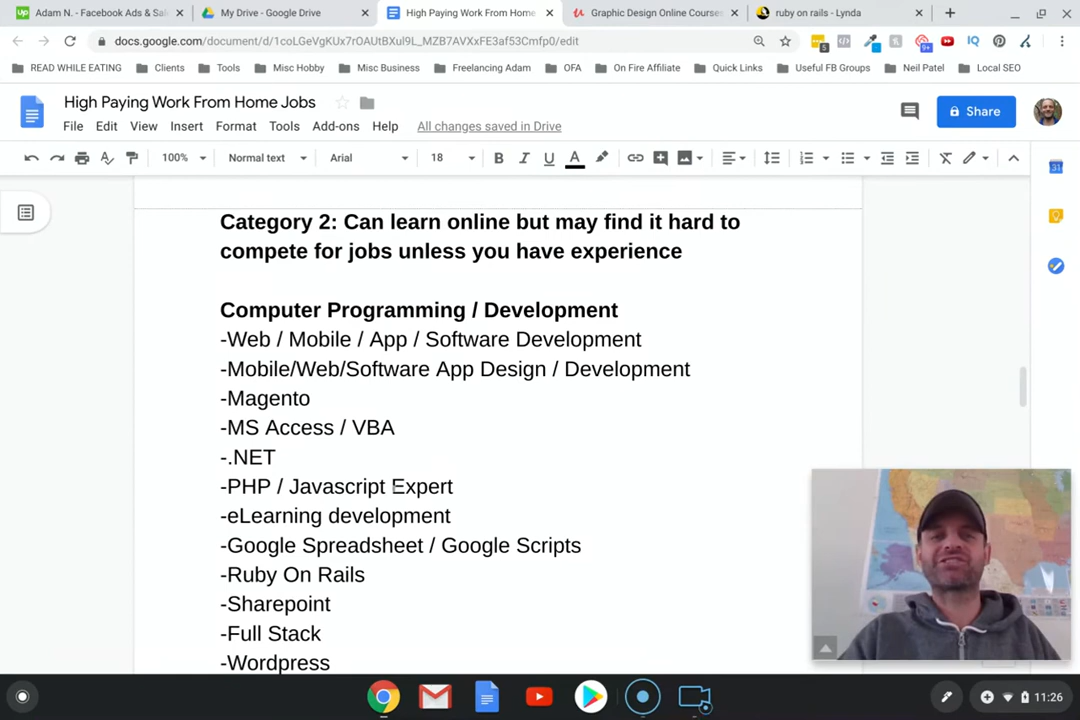 Adam N. - Facebook Ads & Sal
My Drive - Google Drive
High Paying Work From Home
Graphic Design Online Courses
ruby on rails - Lynda
docs.google.com/document/d/1coLGeVgKUx7rOAUtBXul9L_MZB7AVXxFE3af53Cmfp0/edit
READ WHILE EATING
Clients
Tools
Misc Hobby
Misc Business
Freelancing Adam
OFA
On Fire Affiliate
Quick Links
Useful FB Groups
Neil Patel
Local SEO
High Paying Work From Home Jobs
Share
File Edit View Insert Format Tools Add-ons Help All changes saved in Drive
100% Normal text Arial 18 B I U A
Category 2: Can learn online but may find it hard to
compete for jobs unless you have experience
Computer Programming / Development
-Web / Mobile / App / Software Development
-Mobile/Web/Software App Design / Development
-Magento
-MS Access / VBA
-.NET
-PHP / Javascript Expert
-eLearning development
-Google Spreadsheet / Google Scripts
-Ruby On Rails
-Sharepoint
-Full Stack
-Wordpress
11:26